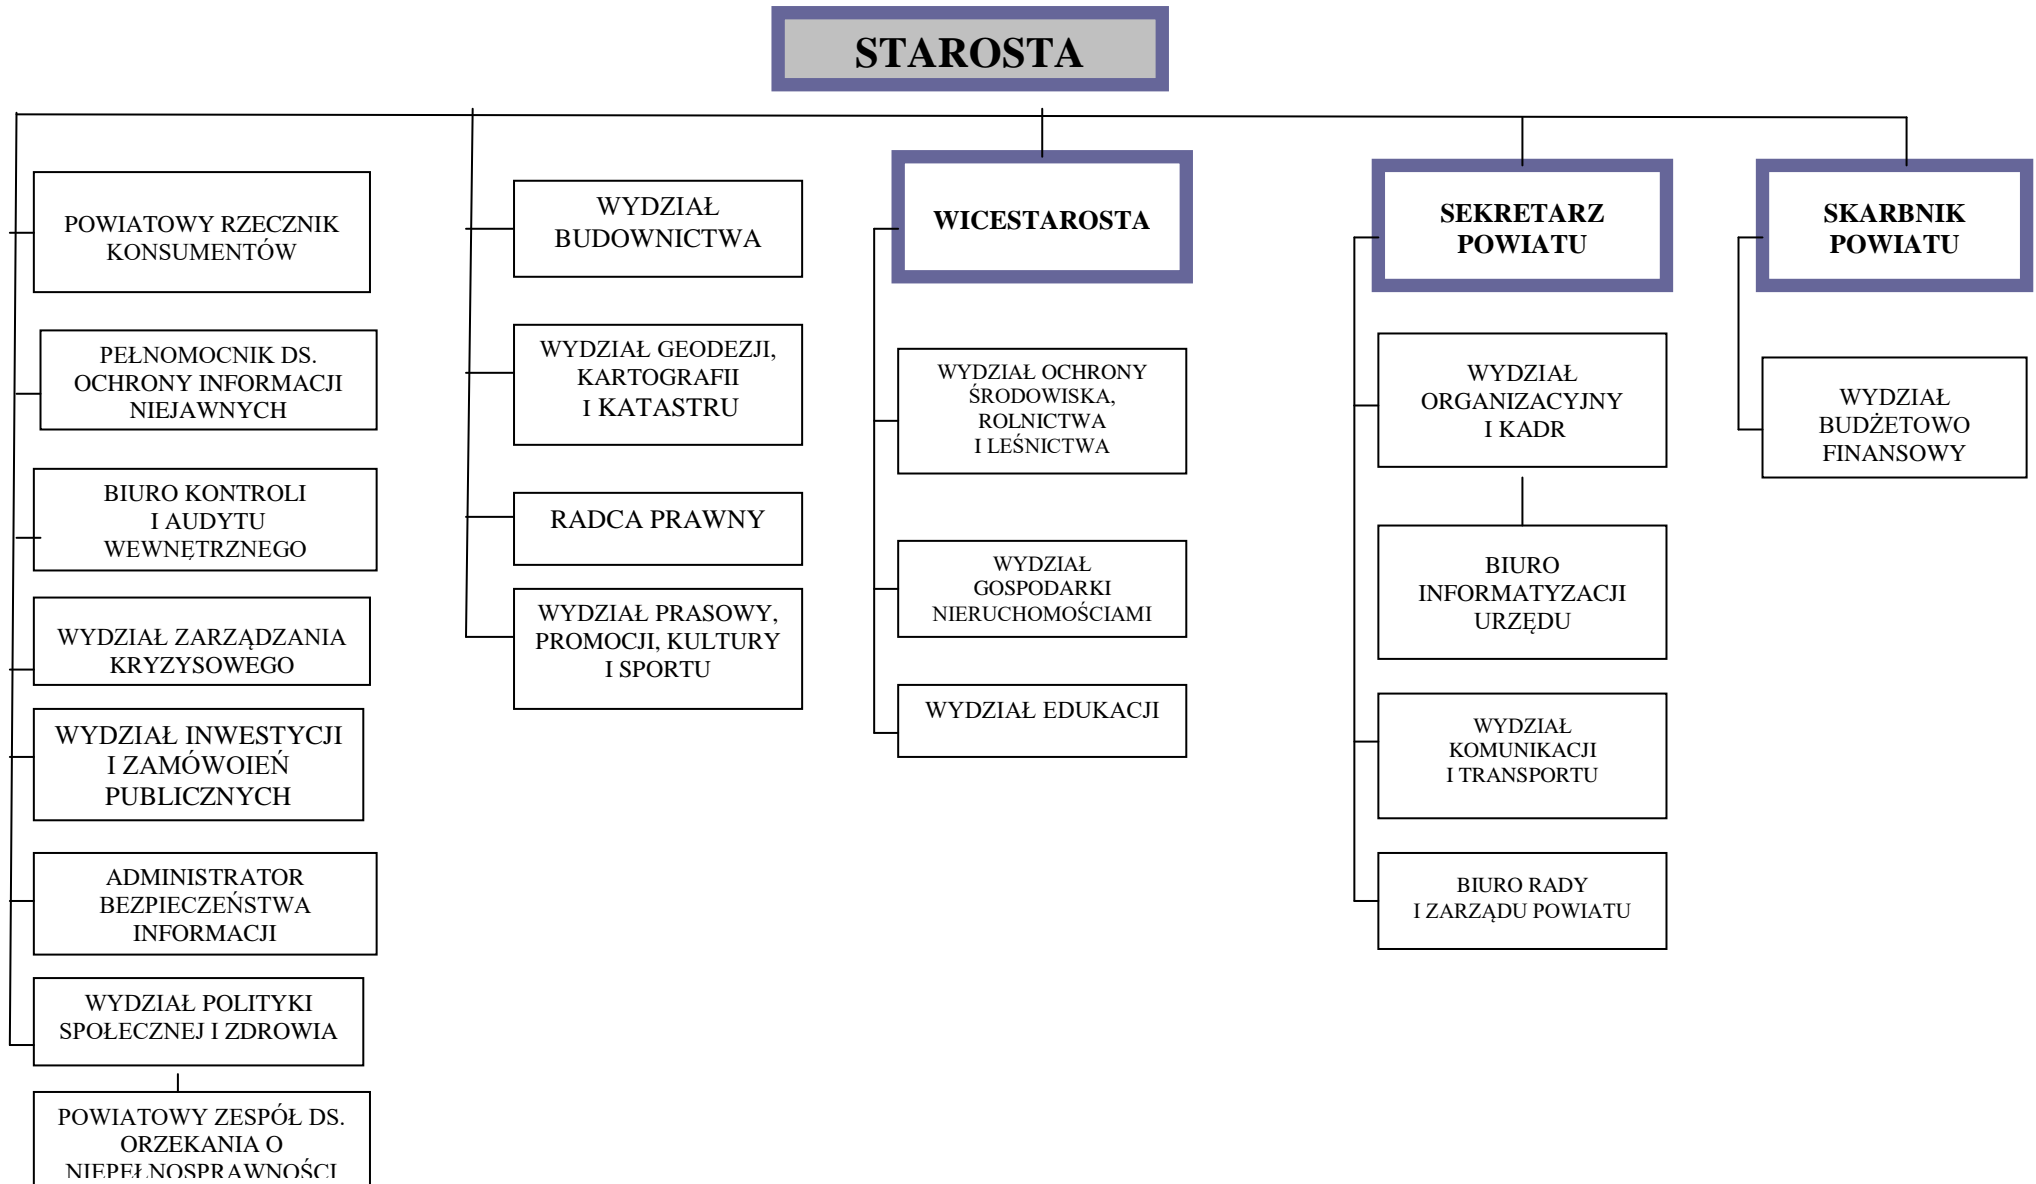 STAROSTA
POWIATOWY RZECZNIK
KONSUMENTÓW
PEŁNOMOCNIK DS.
OCHRONY INFORMACJI
NIEJAWNYCH
BIURO KONTROLI
I AUDYTU
WEWNĘTRZNEGO
WYDZIAŁ ZARZĄDZANIA
KRYZYSOWEGO
WYDZIAŁ INWESTYCJI
I ZAMÓWOIEŃ
PUBLICZNYCH
ADMINISTRATOR
BEZPIECZEŃSTWA
INFORMACJI
WYDZIAŁ POLITYKI
SPOŁECZNEJ I ZDROWIA
POWIATOWY ZESPÓŁ DS.
ORZEKANIA O
NIEPEŁNOSPRAWNOŚCI
WYDZIAŁ
BUDOWNICTWA
WYDZIAŁ GEODEZJI,
KARTOGRAFII
I KATASTRU
RADCA PRAWNY
WYDZIAŁ PRASOWY,
PROMOCJI, KULTURY
I SPORTU
WICESTAROSTA
WYDZIAŁ OCHRONY
ŚRODOWISKA,
ROLNICTWA
I LEŚNICTWA
WYDZIAŁ
GOSPODARKI
NIERUCHOMOŚCIAMI
WYDZIAŁ EDUKACJI
SEKRETARZ
POWIATU
WYDZIAŁ
ORGANIZACYJNY
I KADR
BIURO
INFORMATYZACJI
URZĘDU
WYDZIAŁ
KOMUNIKACJI
I TRANSPORTU
BIURO RADY
I ZARZĄDU POWIATU
SKARBNIK
POWIATU
WYDZIAŁ
BUDŻETOWO
FINANSOWY